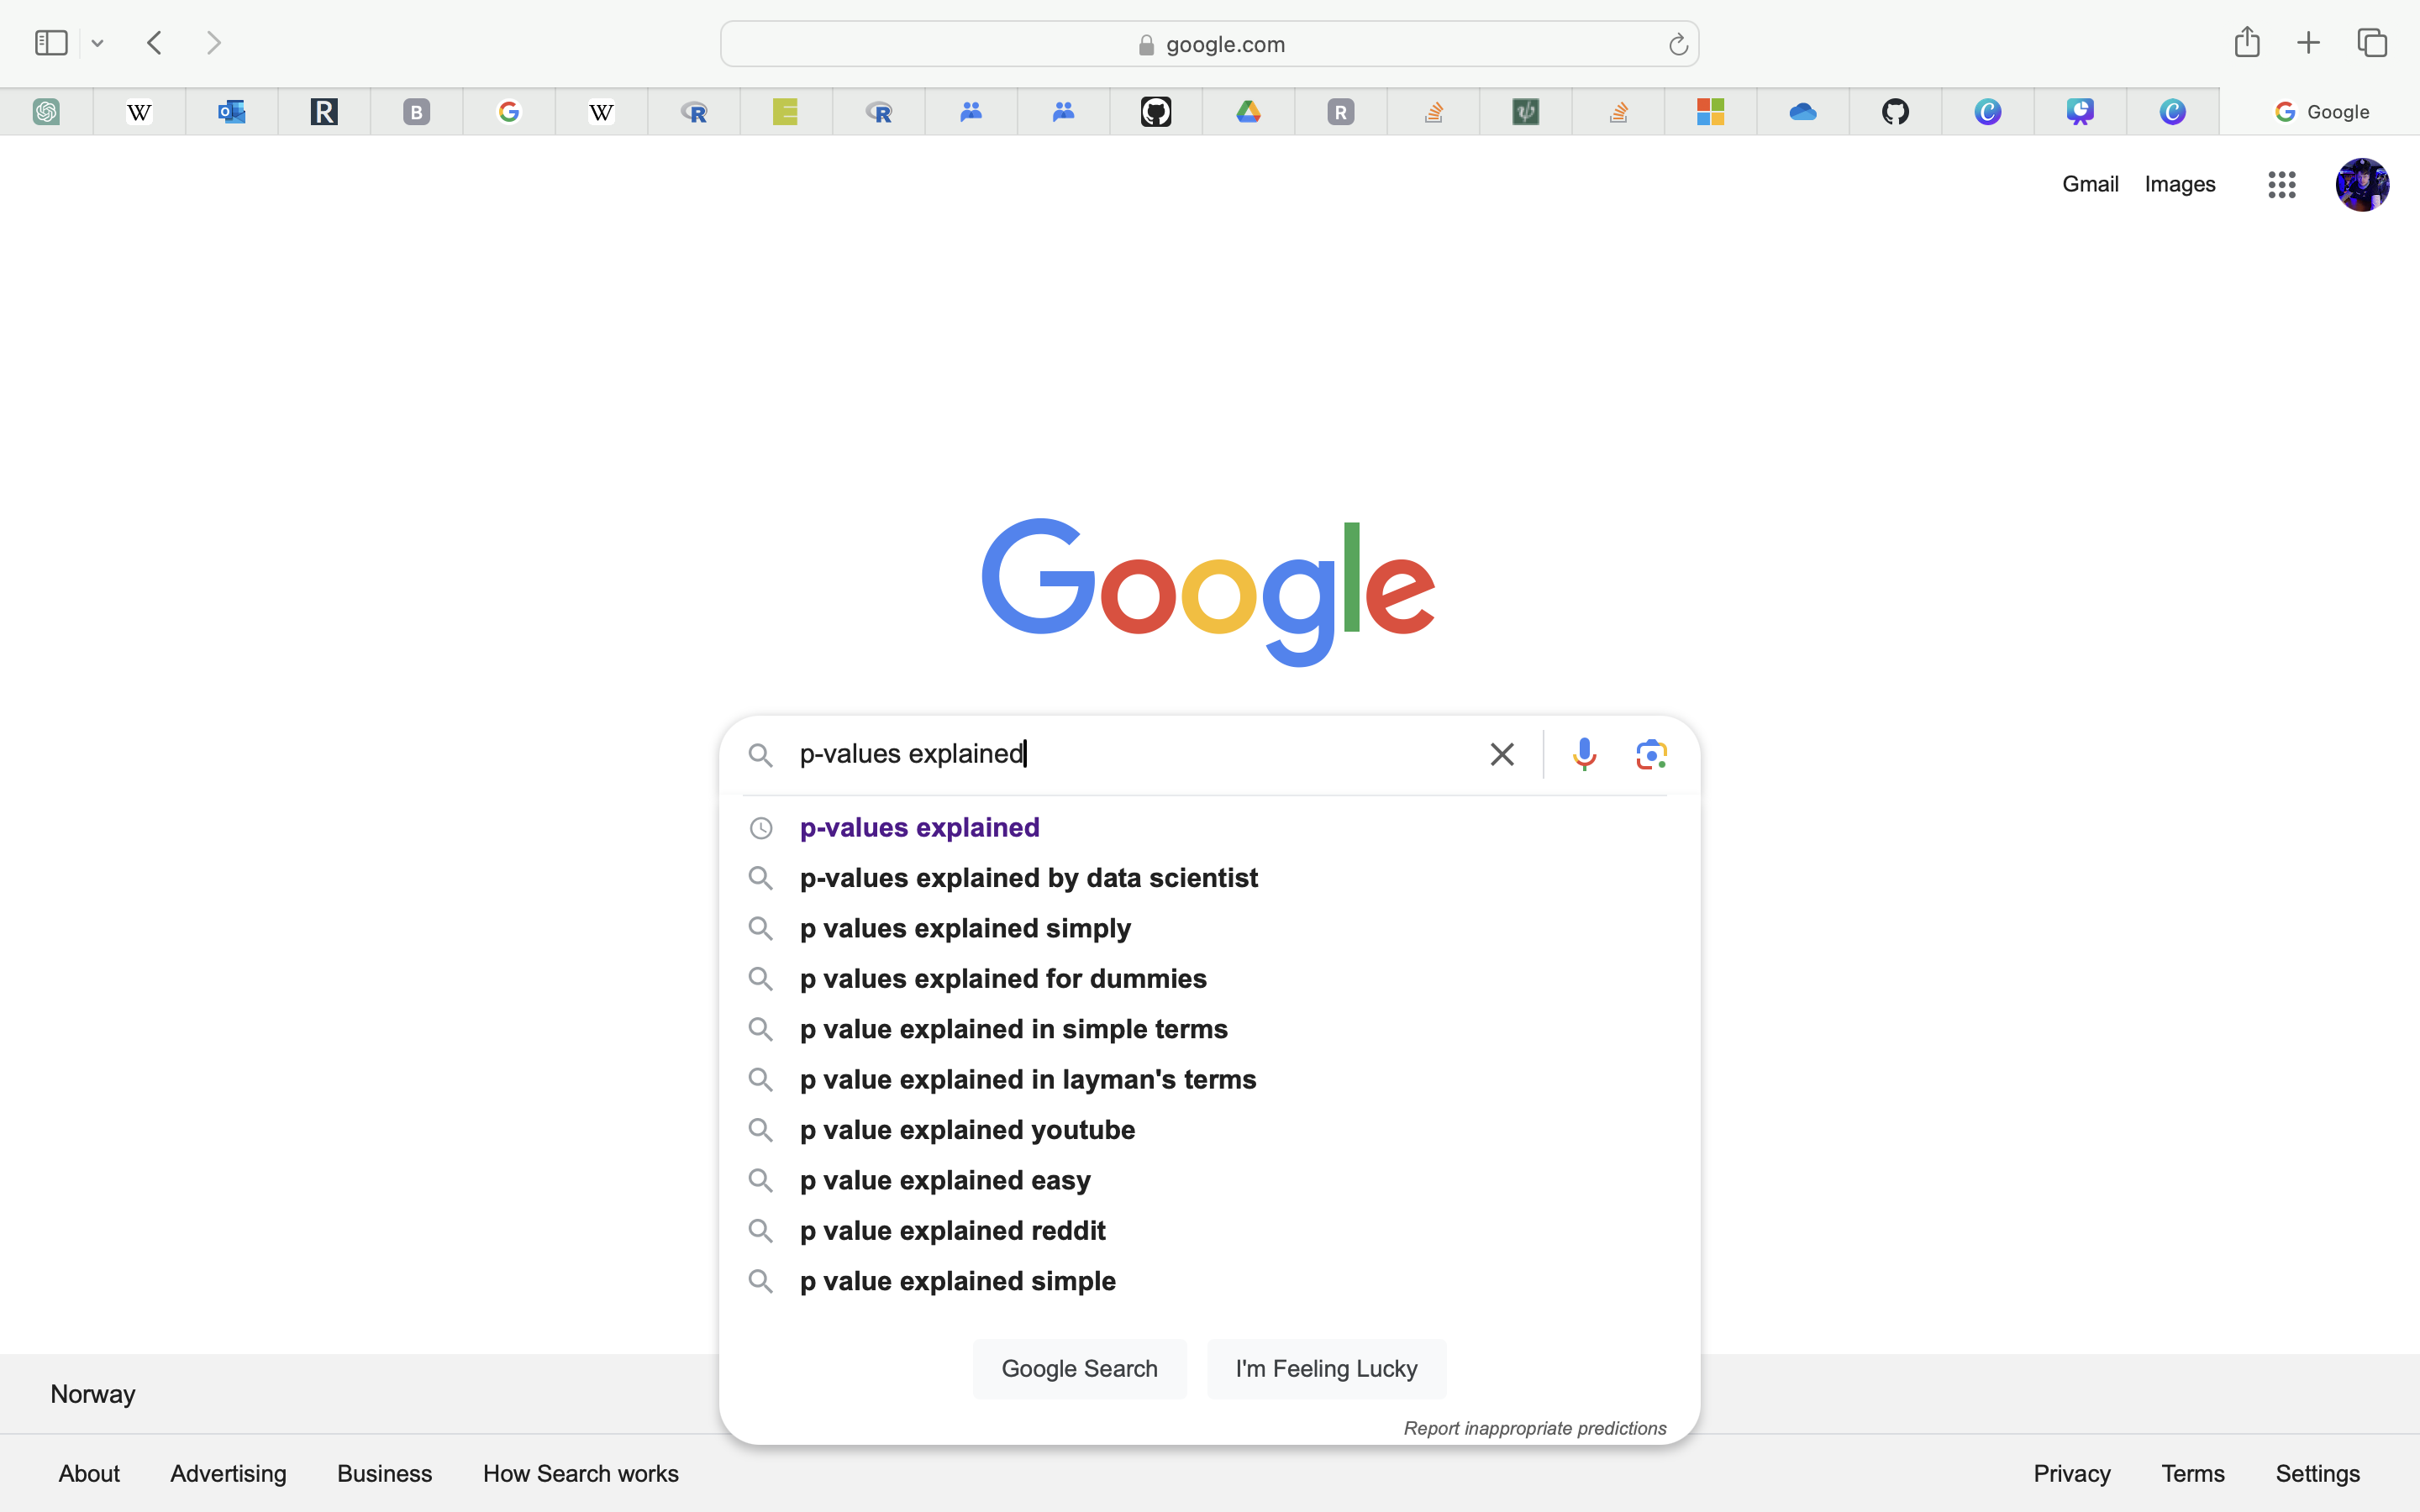 google.com
W
R
B
G
W
R
R
R
C
C
Google
Gmail Images
Google
p-values explained
p-values explained
p-values explained by data scientist
p values explained simply
p values explained for dummies
p value explained in simple terms
p value explained in layman's terms
p value explained youtube
p value explained easy
p value explained reddit
p value explained simple
Google Search I'm Feeling Lucky
Report inappropriate predictions
Norway
About Advertising Business How Search works Privacy Terms Settings